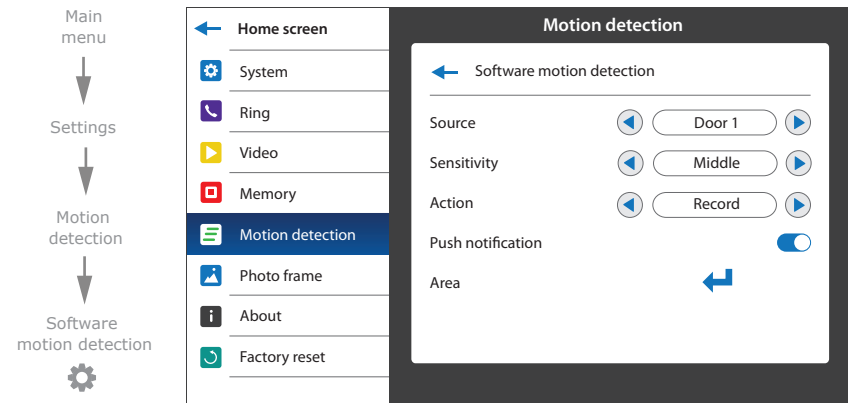 Main
menu
Settings
Motion
detection
Software
motion detection
Home screen
System
Ring
Video
Memory
Motion detection
Photo frame
About
Factory reset
Motion detection
Software motion detection
Source
Door 1
Sensitivity
Middle
Action
Record
Push notification
Area